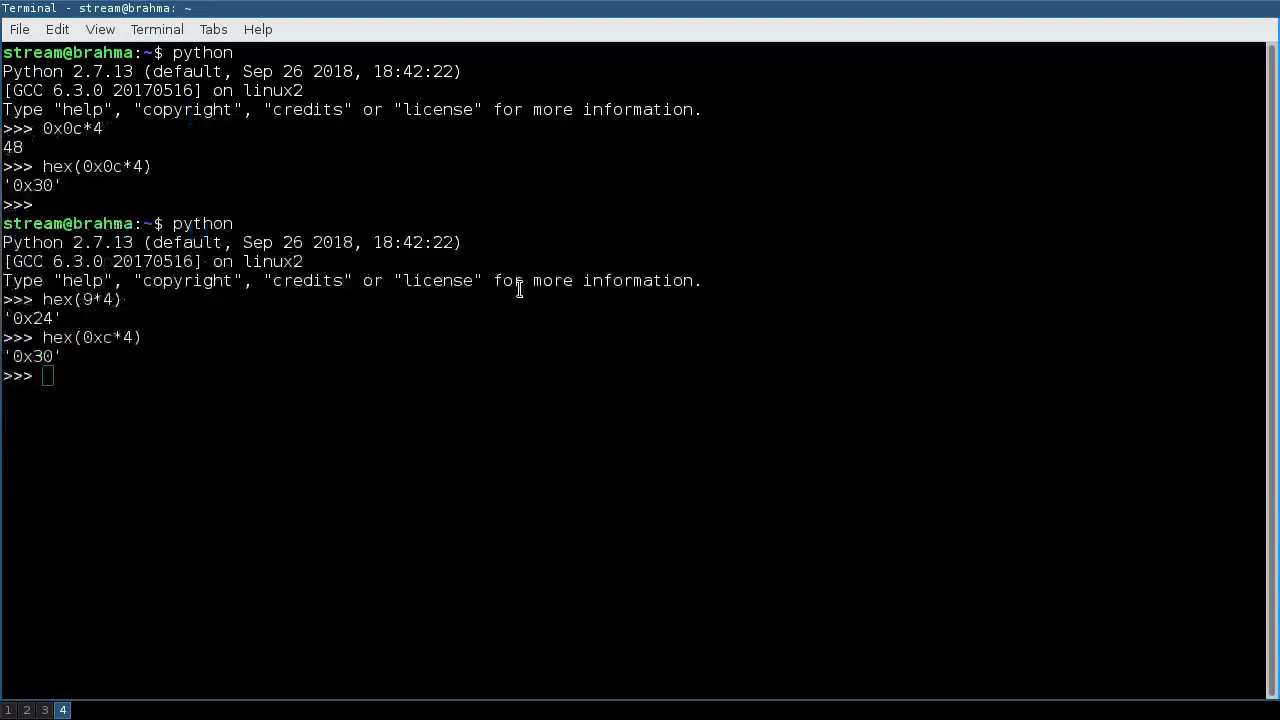 Terminal - stream@brahma: ~
File Edit View Terminal Tabs Help
stream@brahma:~$ python
Python 2.7.13 (default, Sep 26 2018, 18:42:22)
[GCC 6.3.0 20170516] on linux2
Type "help", "copyright", "credits" or "license" for more information.
>>> 0x0c*4
48
>>> hex(0x0c*4)
'0x30'
>>>
stream@brahma:~$ python
Python 2.7.13 (default, Sep 26 2018, 18:42:22)
[GCC 6.3.0 20170516] on linux2
Type "help", "copyright", "credits" or "license" for more information.
>>> hex(9*4)
'0x24'
>>> hex(0xc*4)
'0x30'
>>>
1 2 3 4